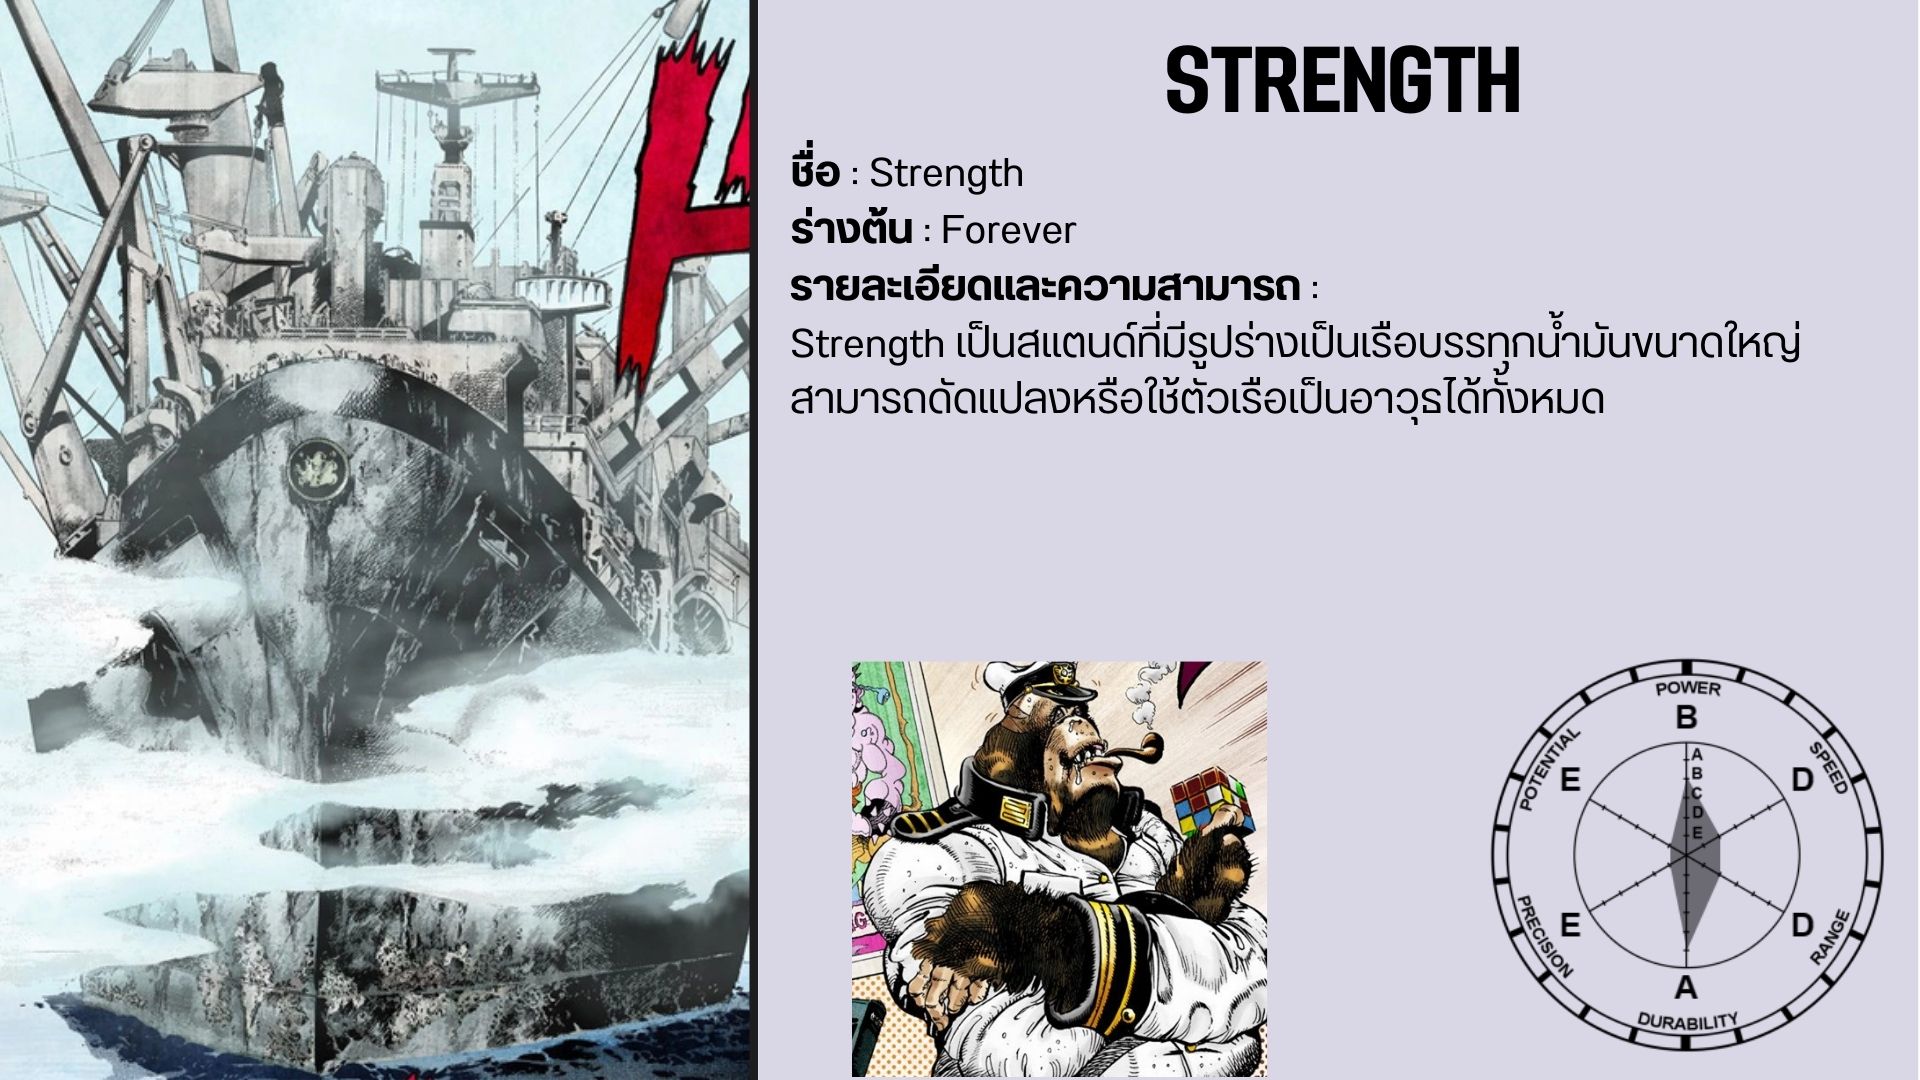 STRENGTH
ชื่อ : Strength
ร่างต้น : Forever
รายละเอียดและความสามารถ :
Strength เป็นสแตนด์ที่มีรูปร่างเป็นเรือบรรทุกน้ำมันขนาดใหญ่
สามารถดัดแปลงหรือใช้ตัวเรือเป็นอาวุธได้ทั้งหมด
POWER
B
POTENTIAL
E
SPEED
D
A
B
C
D
E
PRECISION
E
RANGE
D
A
DURABILITY